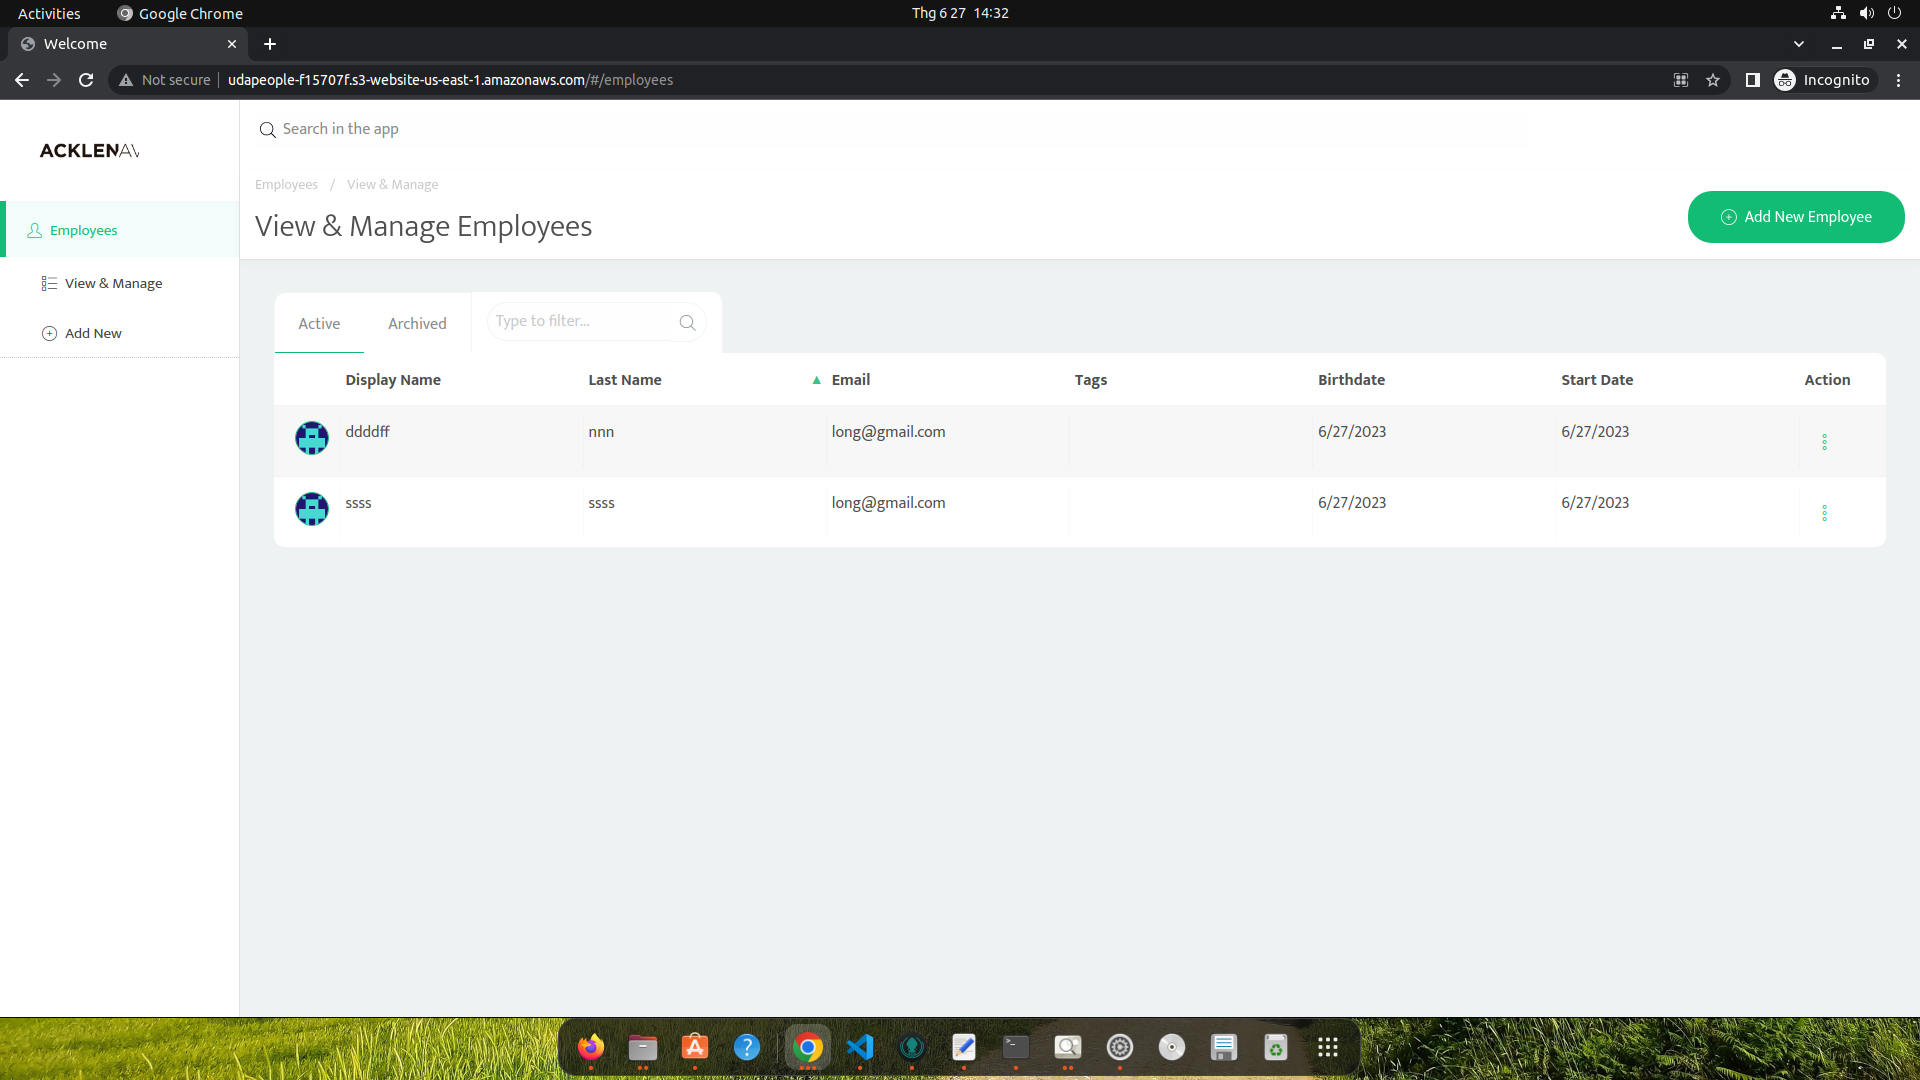 Activities Google Chrome Thg 6 27 14:32
Welcome
Not secure udapeople-f15707f.s3-website-us-east-1.amazonaws.com/#/employees Incognito
ACKLENAV
Search in the app
Employees / View & Manage
View & Manage Employees
Add New Employee
Employees
View & Manage
Add New
Active Archived Type to filter...
Display Name Last Name ▲ Email Tags Birthdate Start Date Action
ddddff nnn long@gmail.com 6/27/2023 6/27/2023
ssss ssss long@gmail.com 6/27/2023 6/27/2023